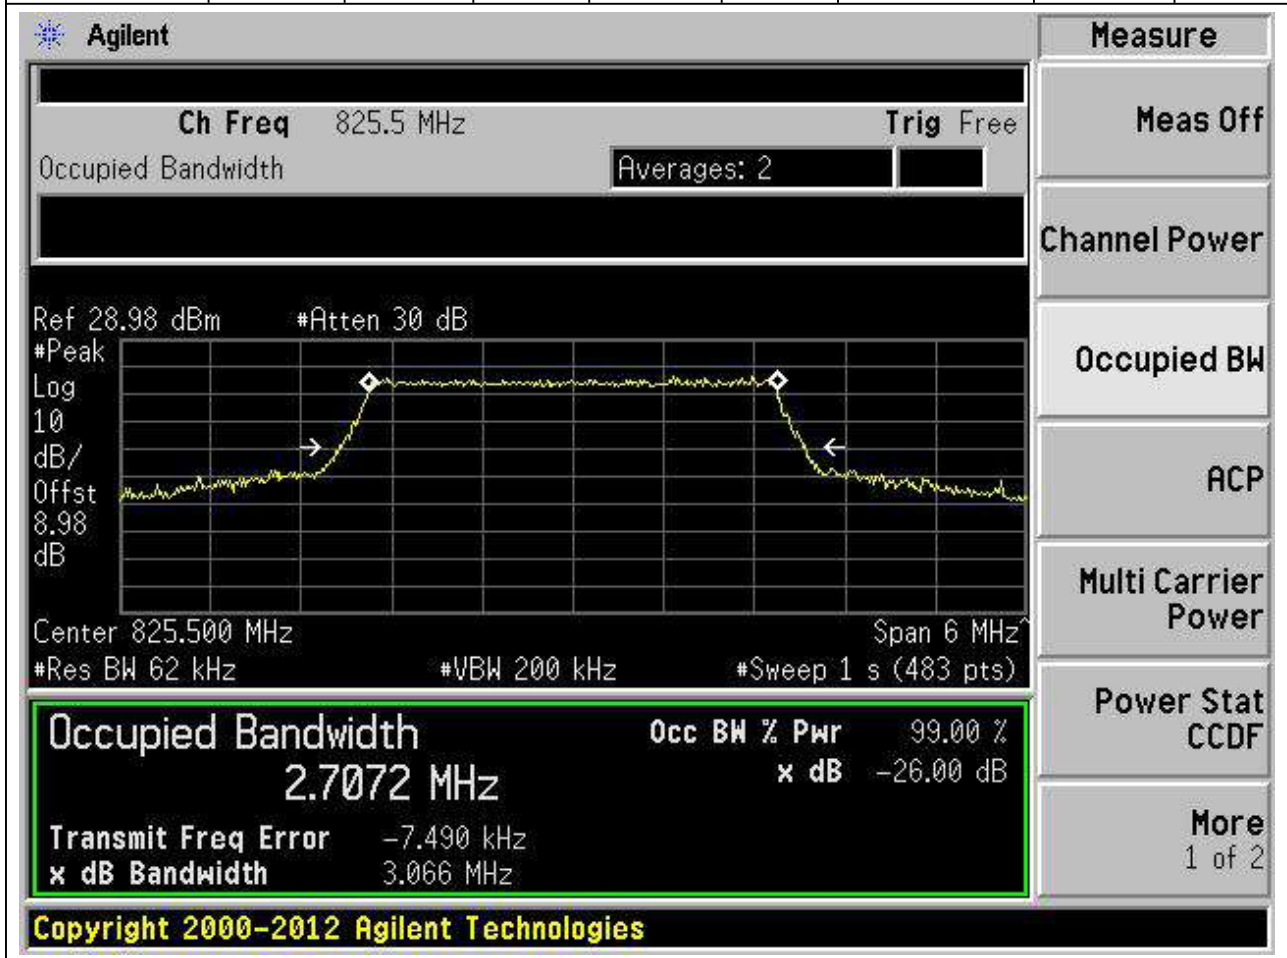 Agilent
Measure
Ch Freq 825.5 MHz Trig Free
Occupied Bandwidth Averages: 2
Meas Off
Channel Power
Occupied BW
ACP
Multi Carrier
Power
Power Stat
CCDF
More
1 of 2
Ref 28.98 dBm #Atten 30 dB
#Peak
Log
10
dB/
Offst
8.98
dB
Center 825.500 MHz Span 6 MHz^
#Res BW 62 kHz #VBW 200 kHz #Sweep 1 s (483 pts)
Occupied Bandwidth Occ BW % Pwr 99.00 %
2.7072 MHz x dB -26.00 dB
Transmit Freq Error -7.490 kHz
x dB Bandwidth 3.066 MHz
Copyright 2000-2012 Agilent Technologies